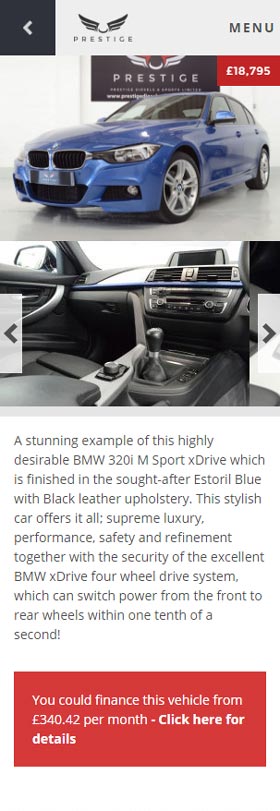 PRESTIGE
MENU
£18,795
PRESTIGE
PRESTIGE DIESELS & SPORTS LIMITED
A stunning example of this highly
desirable BMW 320i M Sport xDrive which
is finished in the sought-after Estoril Blue
with Black leather upholstery. This stylish
car offers it all; supreme luxury,
performance, safety and refinement
together with the security of the excellent
BMW xDrive four wheel drive system,
which can switch power from the front to
rear wheels within one tenth of a
second!
You could finance this vehicle from
£340.42 per month - Click here for
details